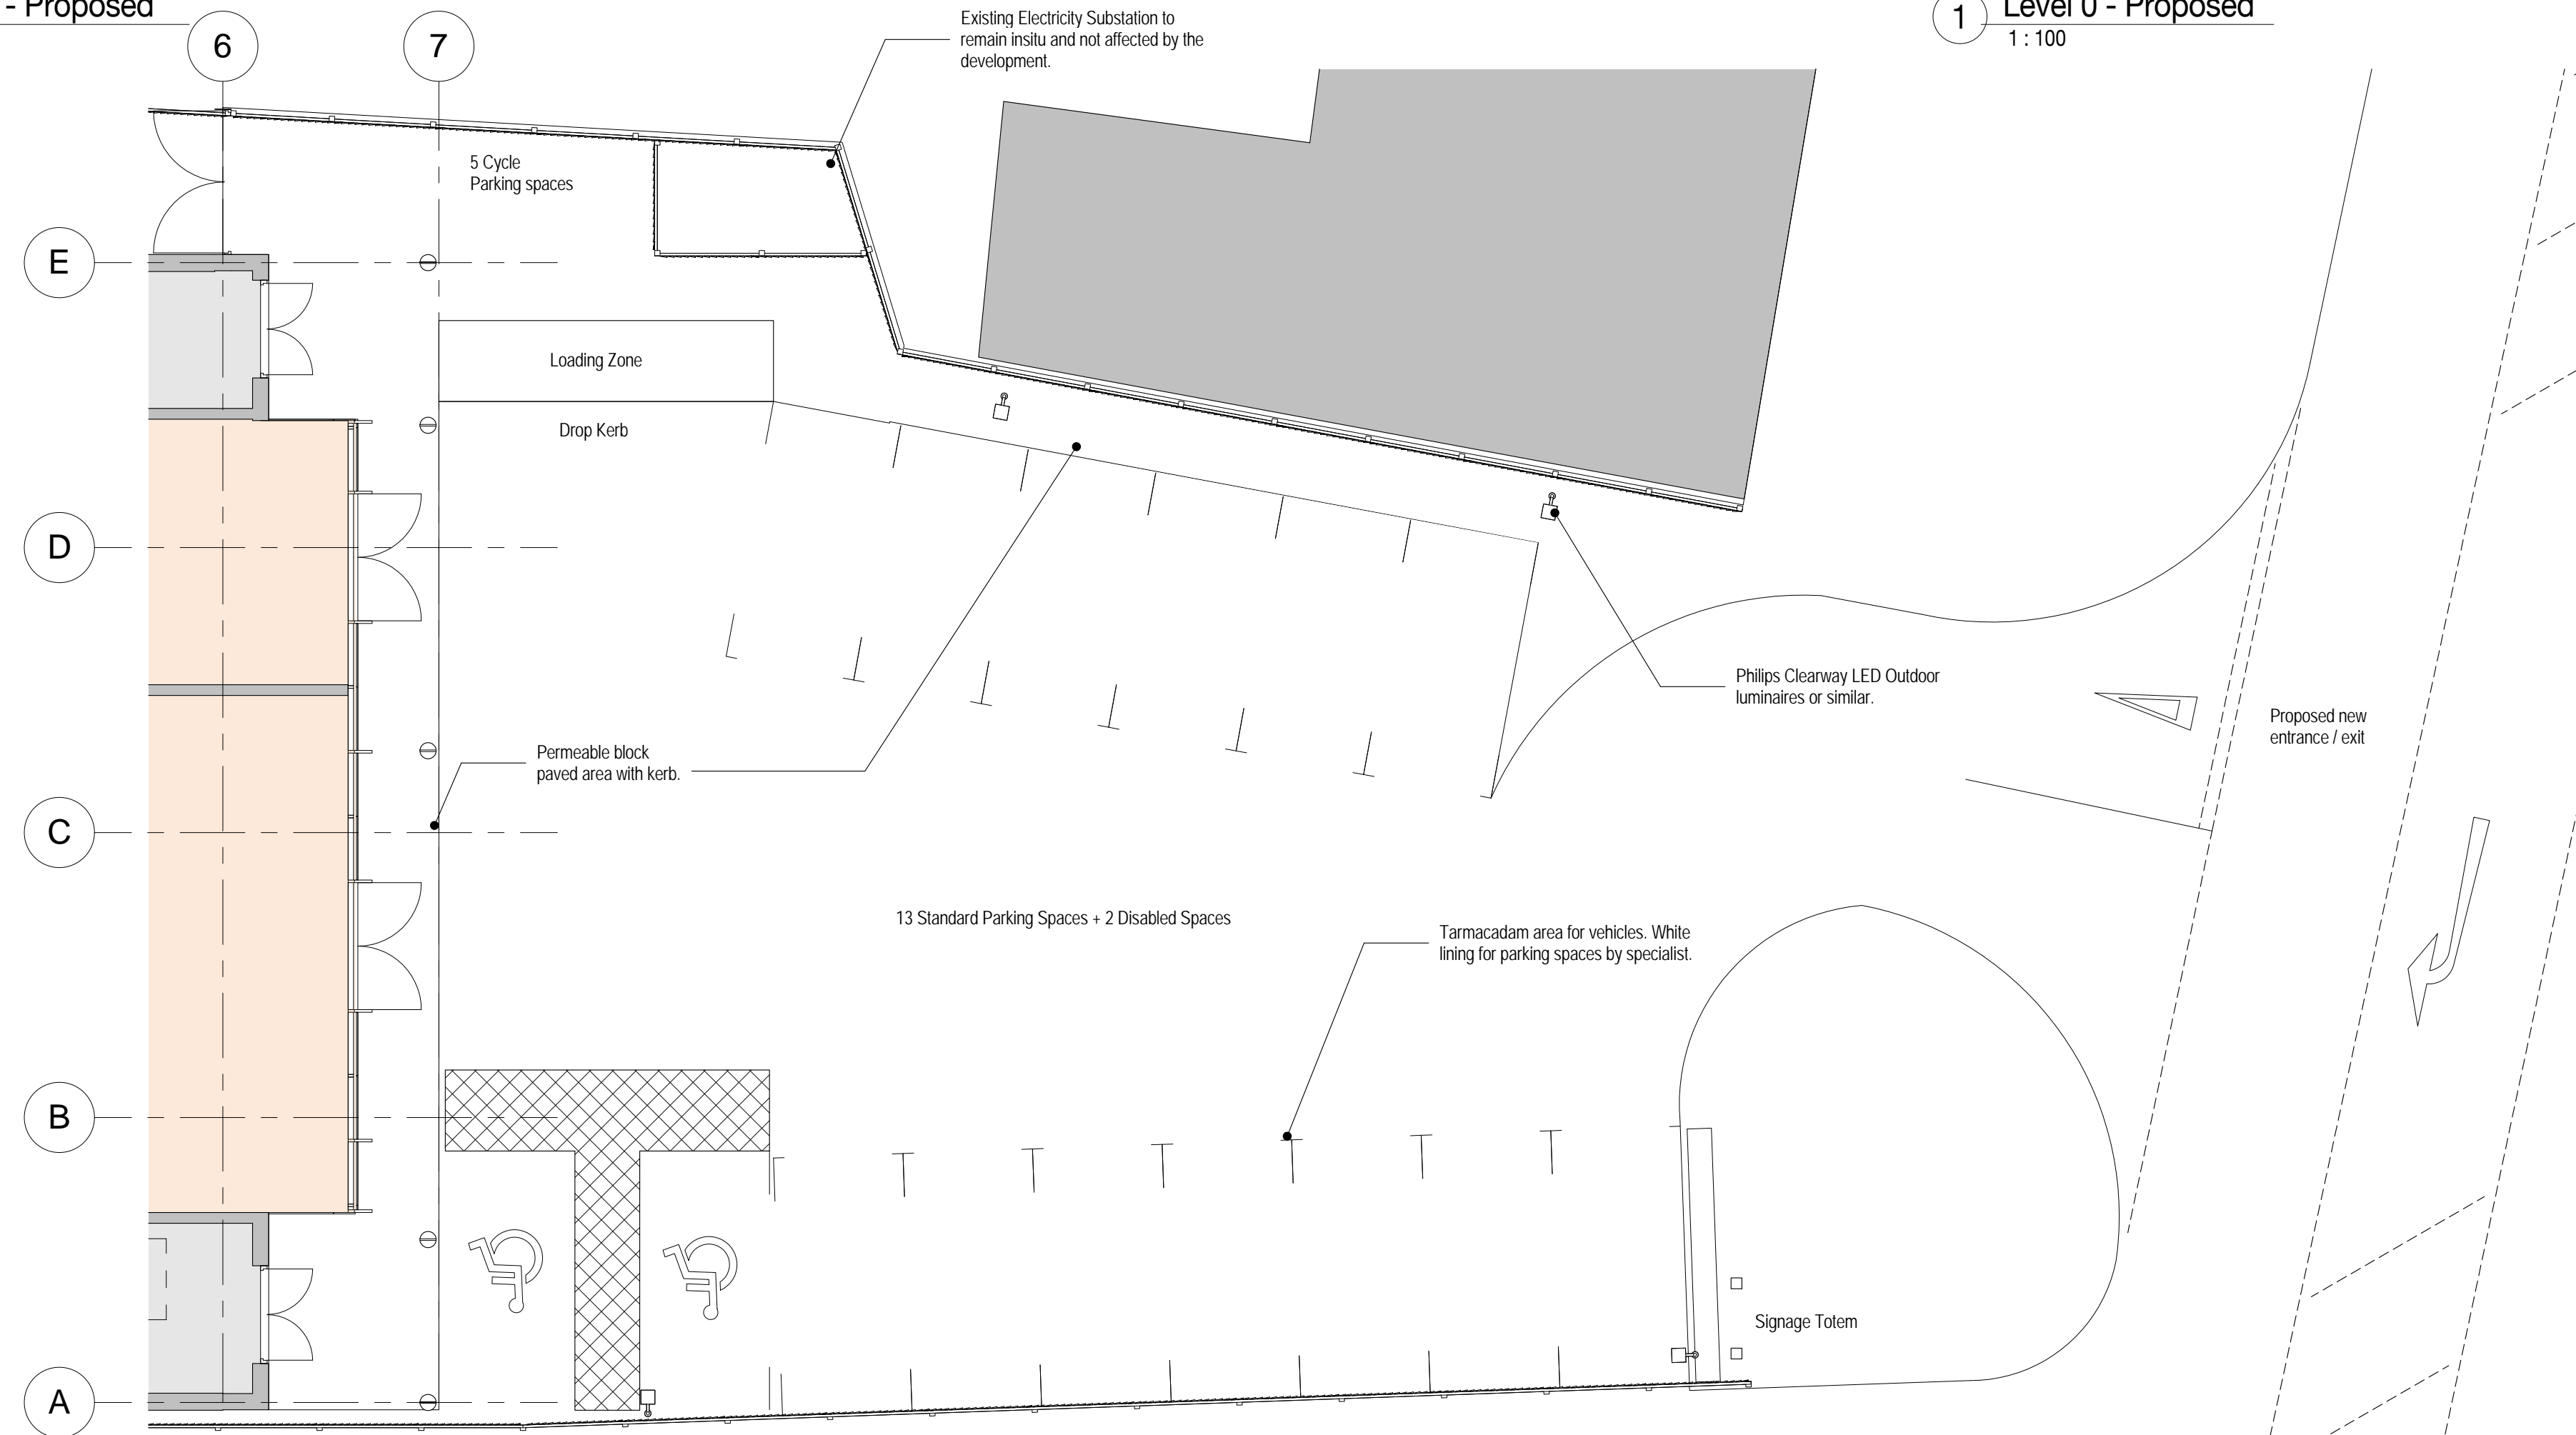 - Proposed
6
7
Existing Electricity Substation to
remain insitu and not affected by the
development.
1
Level 0 - Proposed
1 : 100
5 Cycle
Parking spaces
E
Loading Zone
Drop Kerb
D
Philips Clearway LED Outdoor
luminaires or similar.
Proposed new
entrance / exit
Permeable block
paved area with kerb.
C
13 Standard Parking Spaces + 2 Disabled Spaces
Tarmacadam area for vehicles. White
lining for parking spaces by specialist.
B
Signage Totem
A